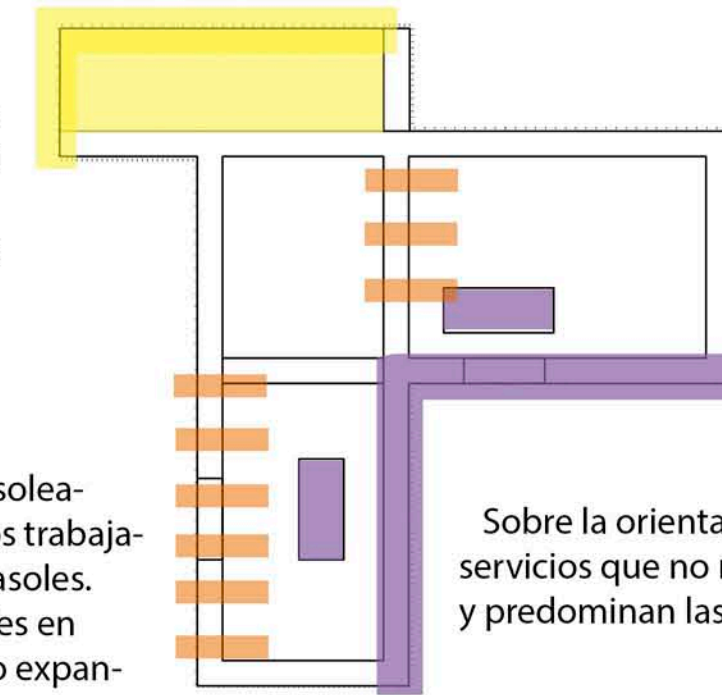 solea-
s trabaja-
asoles.
es en
o expan-
Sobre la orienta
servicios que no
y predominan las